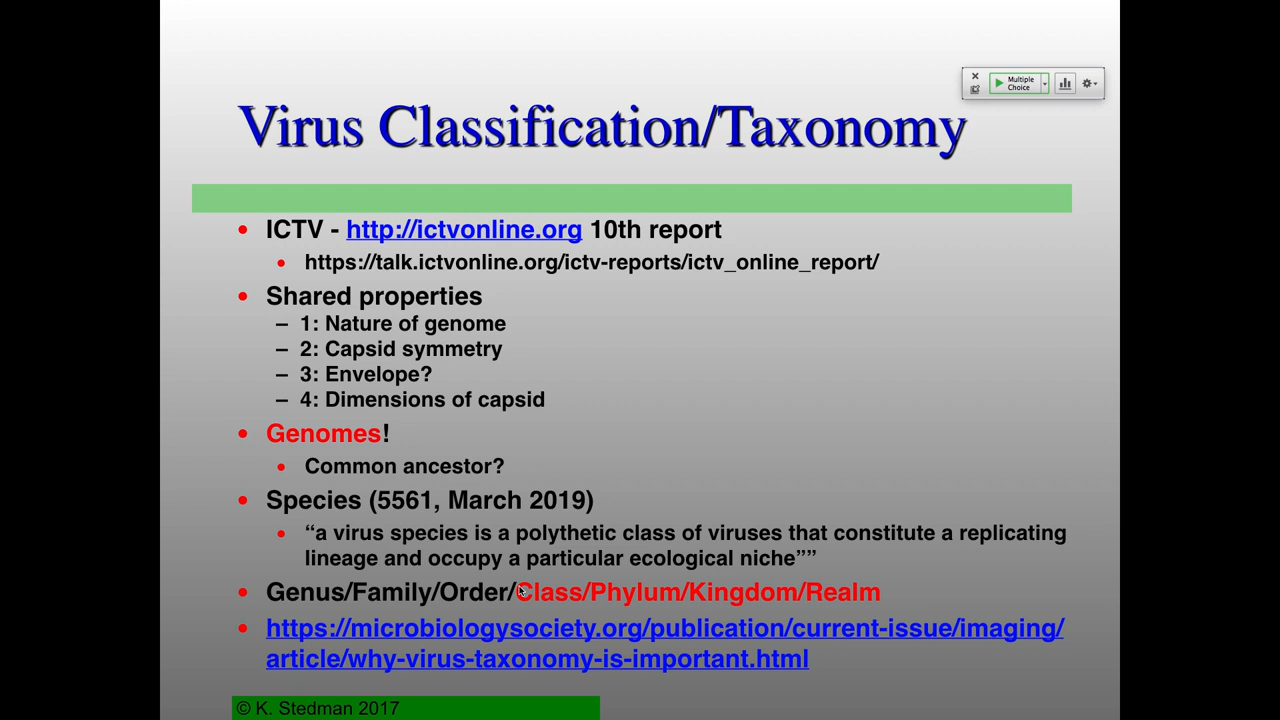 Multiple
Choice
Virus Classification/Taxonomy
• ICTV - http://ictvonline.org 10th report
• https://talk.ictvonline.org/ictv-reports/ictv_online_report/
• Shared properties
– 1: Nature of genome
– 2: Capsid symmetry
– 3: Envelope?
– 4: Dimensions of capsid
• Genomes!
• Common ancestor?
• Species (5561, March 2019)
• “a virus species is a polythetic class of viruses that constitute a replicating
lineage and occupy a particular ecological niche””
• Genus/Family/Order/Class/Phylum/Kingdom/Realm
• https://microbiologysociety.org/publication/current-issue/imaging/
article/why-virus-taxonomy-is-important.html
© K. Stedman 2017